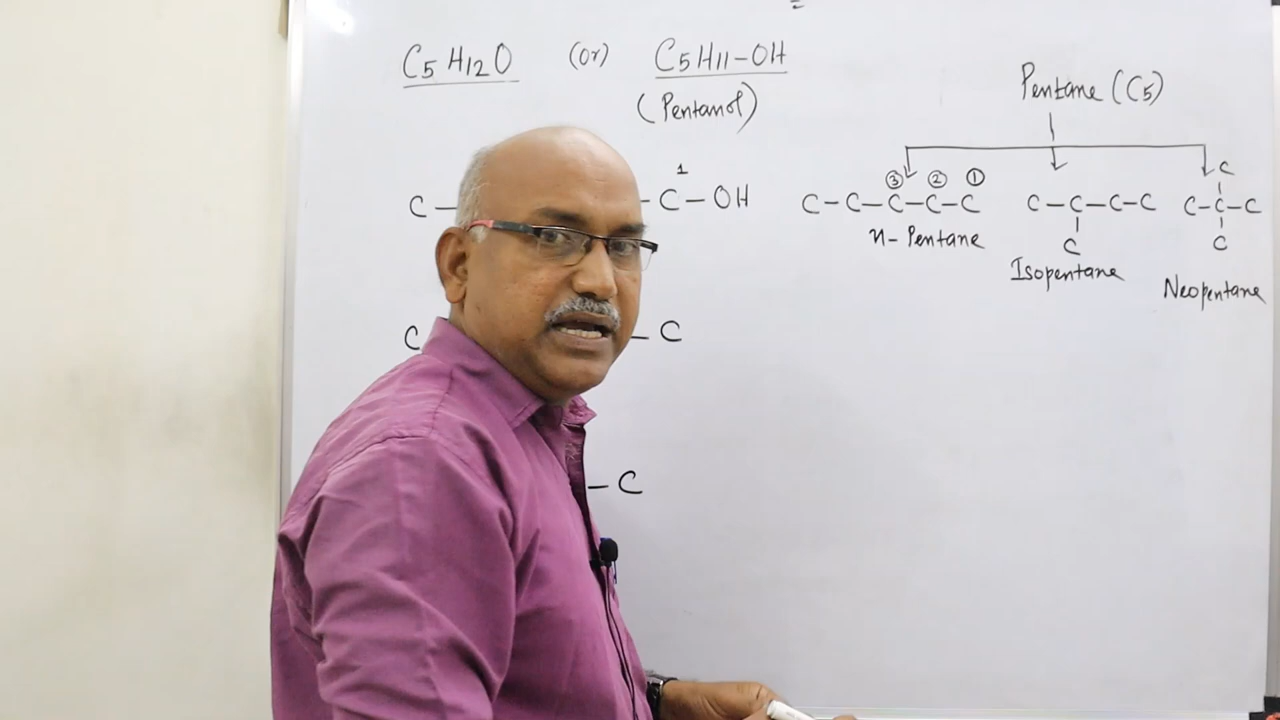 C5H12O (or) C5H11-OH
(Pentanol)
Pentane (C5)
1
C — — C — OH
③ ② ①
C
C-C-C-C-C C-C-C-C C-C-C
n-Pentane C C
Isopentane Neopentane
C — C
- C